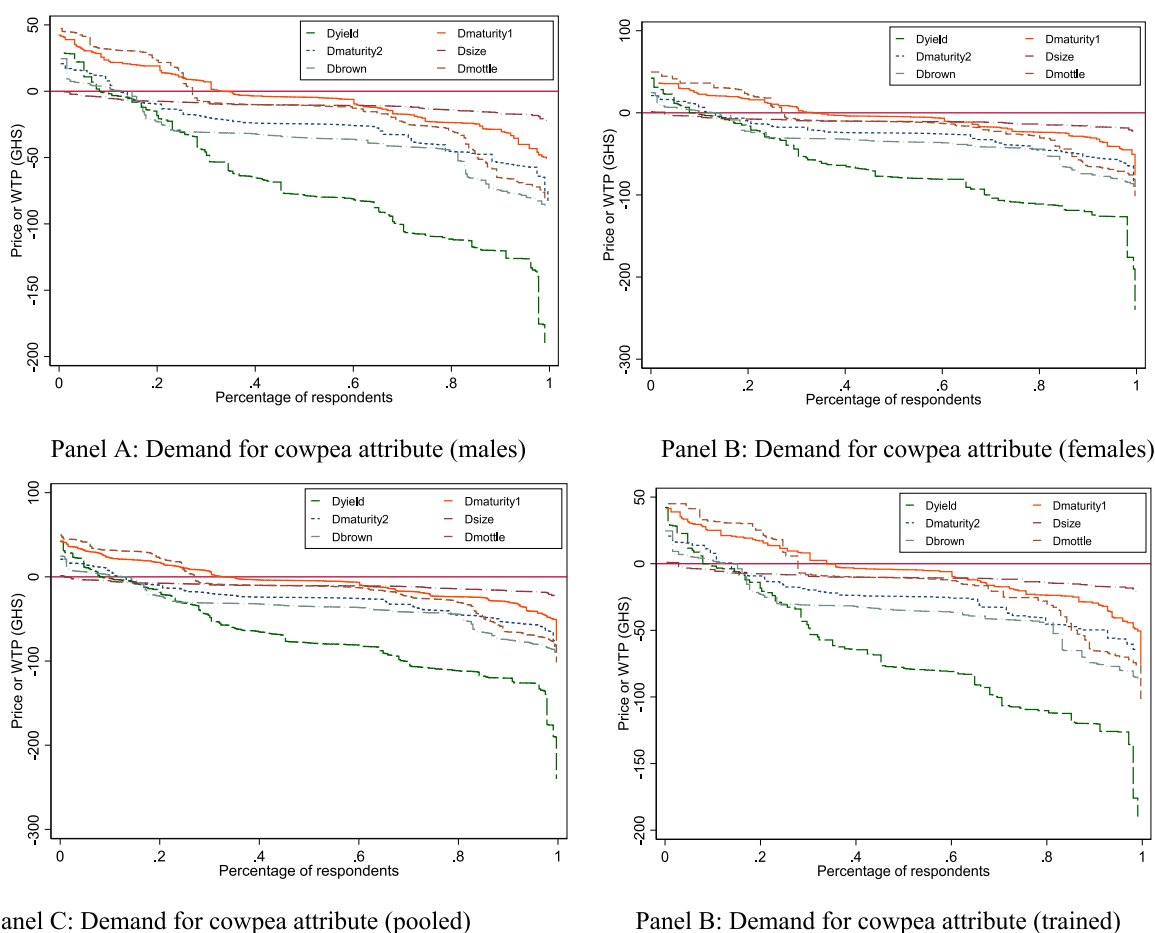 50
0
-50
-100
-150
-200
Price or WTP (GHS)
Dyield
Dmaturity1
Dmaturity2
Dsize
Dbrown
Dmottle
0
.2
.4
.6
.8
1
Percentage of respondents
Panel A: Demand for cowpea attribute (males)
100
0
-100
-200
-300
Price or WTP (GHS)
Dyield
Dmaturity1
Dmaturity2
Dsize
Dbrown
Dmottle
0
.2
.4
.6
.8
1
Percentage of respondents
Panel B: Demand for cowpea attribute (females)
100
0
-100
-200
-300
Price or WTP (GHS)
Dyield
Dmaturity1
Dmaturity2
Dsize
Dbrown
Dmottle
0
.2
.4
.6
.8
1
Percentage of respondents
anel C: Demand for cowpea attribute (pooled)
50
0
-50
-100
-150
-200
Price or WTP (GHS)
Dyield
Dmaturity1
Dmaturity2
Dsize
Dbrown
Dmottle
0
.2
.4
.6
.8
1
Percentage of respondents
Panel B: Demand for cowpea attribute (trained)